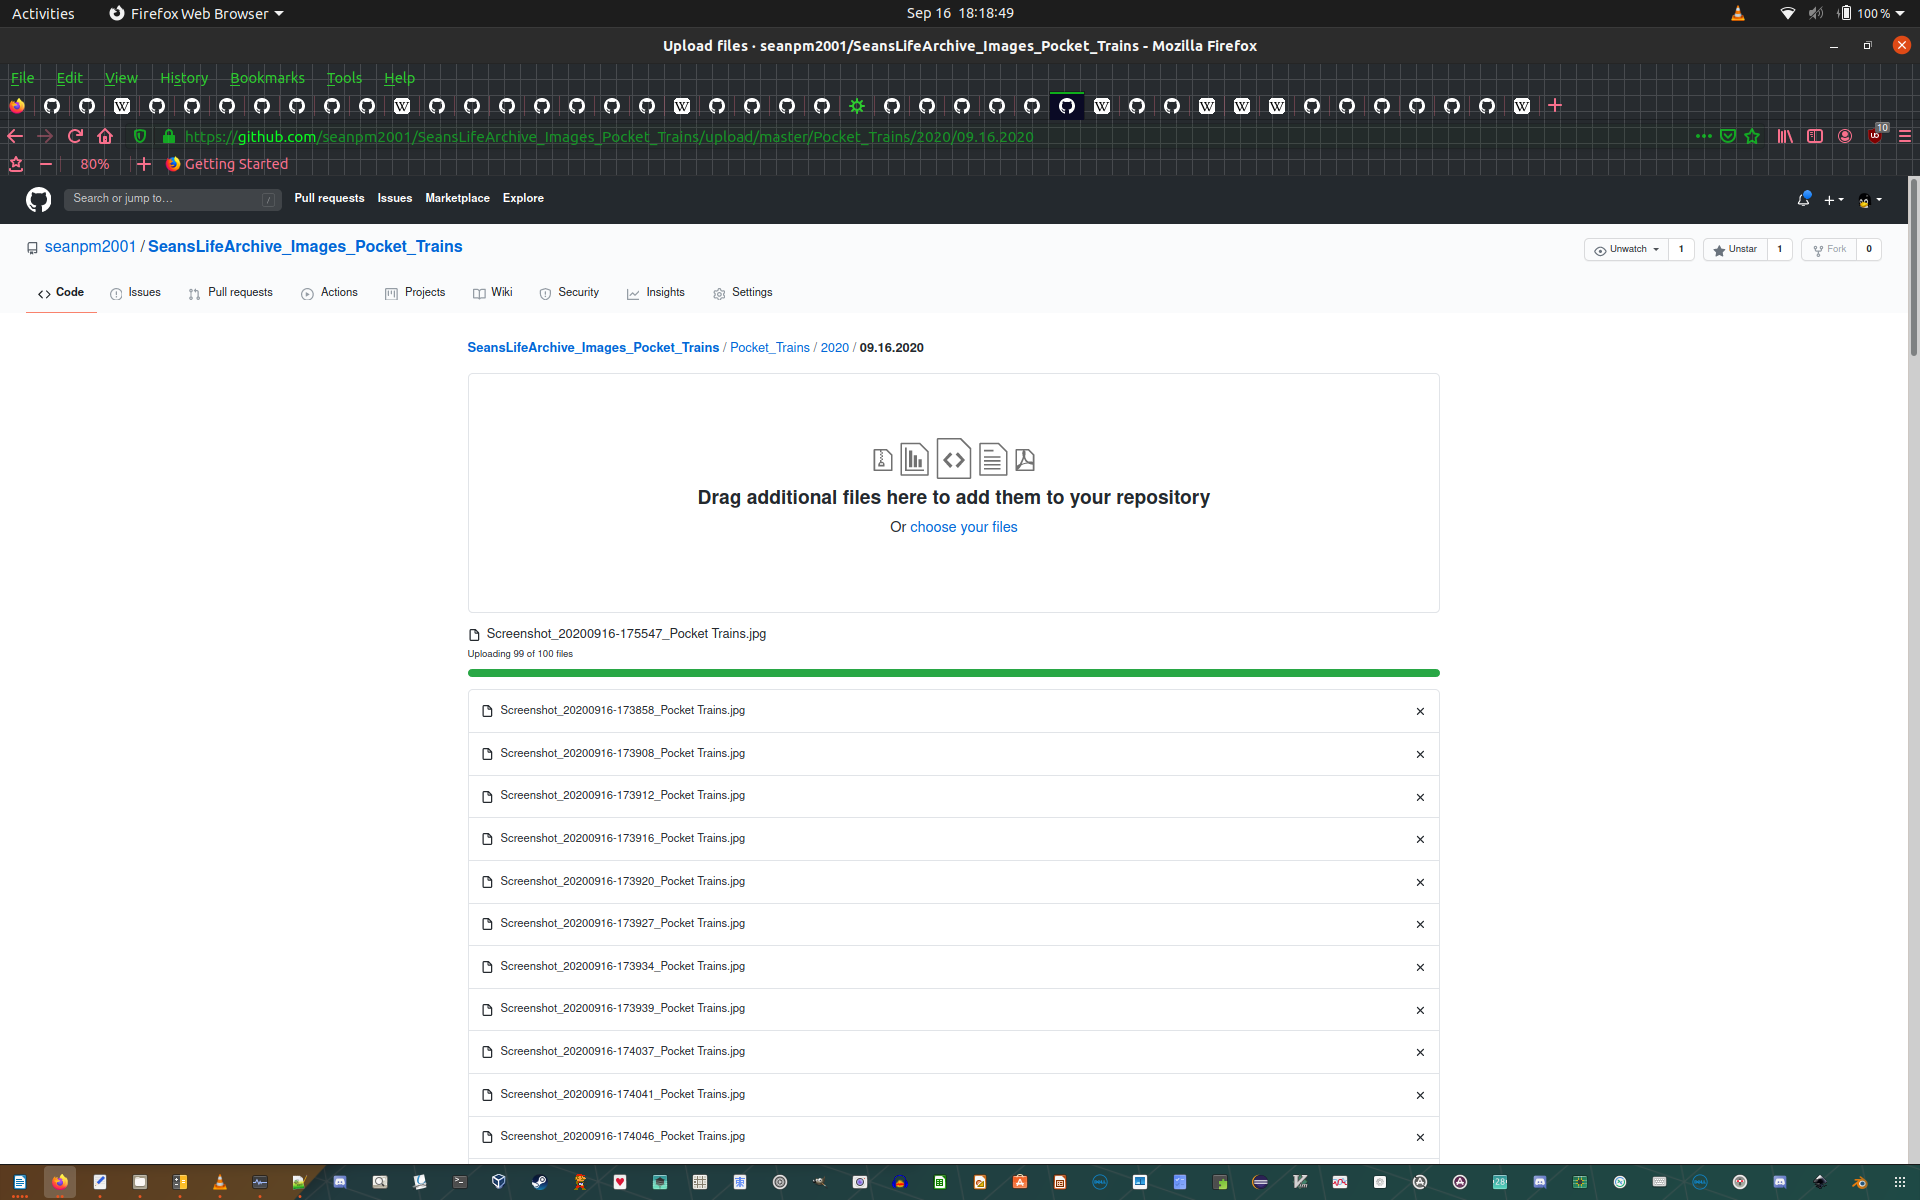 Activities
Firefox Web Browser
Sep 16 18:18:49
100 %
Upload files · seanpm2001/SeansLifeArchive_Images_Pocket_Trains - Mozilla Firefox
File Edit View History Bookmarks Tools Help
https://github.com/seanpm2001/SeansLifeArchive_Images_Pocket_Trains/upload/master/Pocket_Trains/2020/09.16.2020
10
80%
Getting Started
Search or jump to…
/
Pull requests Issues Marketplace Explore
seanpm2001 / SeansLifeArchive_Images_Pocket_Trains
Unwatch 1
Unstar 1
Fork 0
Code Issues Pull requests Actions Projects Wiki Security Insights Settings
SeansLifeArchive_Images_Pocket_Trains / Pocket_Trains / 2020 / 09.16.2020
Drag additional files here to add them to your repository
Or choose your files
Screenshot_20200916-175547_Pocket Trains.jpg
Uploading 99 of 100 files
Screenshot_20200916-173858_Pocket Trains.jpg
Screenshot_20200916-173908_Pocket Trains.jpg
Screenshot_20200916-173912_Pocket Trains.jpg
Screenshot_20200916-173916_Pocket Trains.jpg
Screenshot_20200916-173920_Pocket Trains.jpg
Screenshot_20200916-173927_Pocket Trains.jpg
Screenshot_20200916-173934_Pocket Trains.jpg
Screenshot_20200916-173939_Pocket Trains.jpg
Screenshot_20200916-174037_Pocket Trains.jpg
Screenshot_20200916-174041_Pocket Trains.jpg
Screenshot_20200916-174046_Pocket Trains.jpg